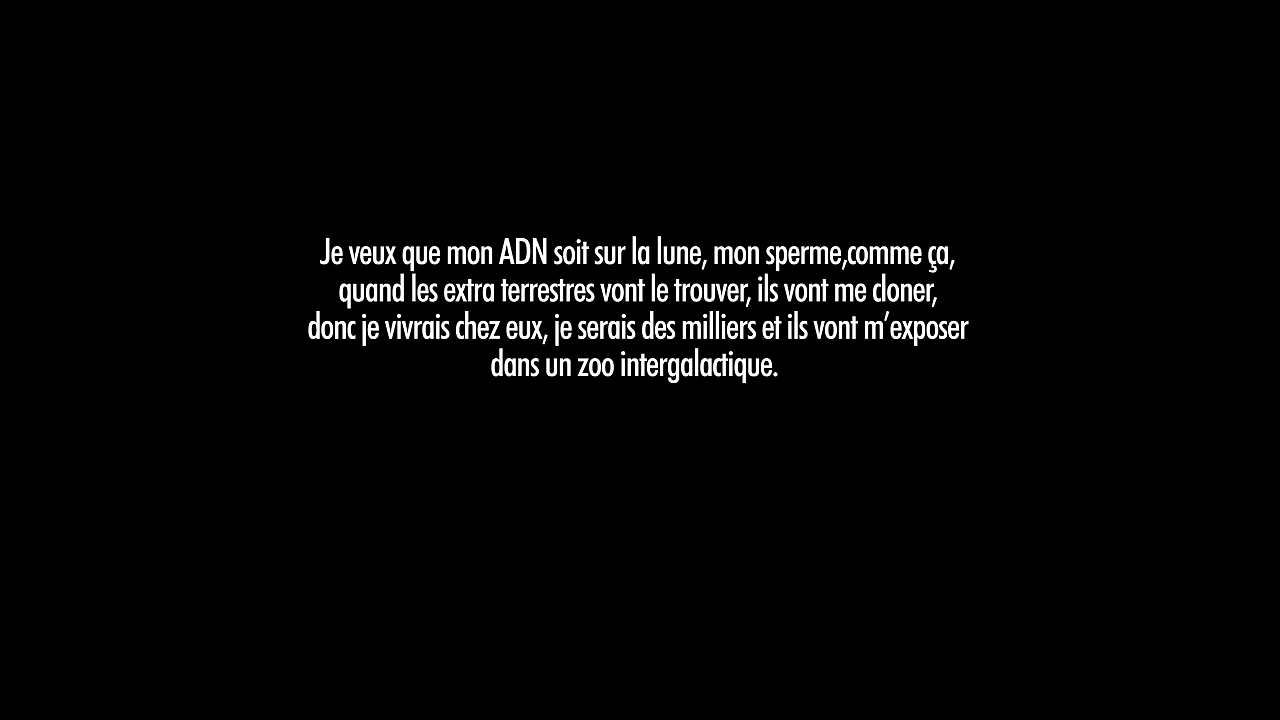 Je veux que mon ADN soit sur la lune, mon sperme,comme ça,
quand les extra terrestres vont le trouver, ils vont me cloner,
donc je vivrais chez eux, je serais des milliers et ils vont m’exposer
dans un zoo intergalactique.